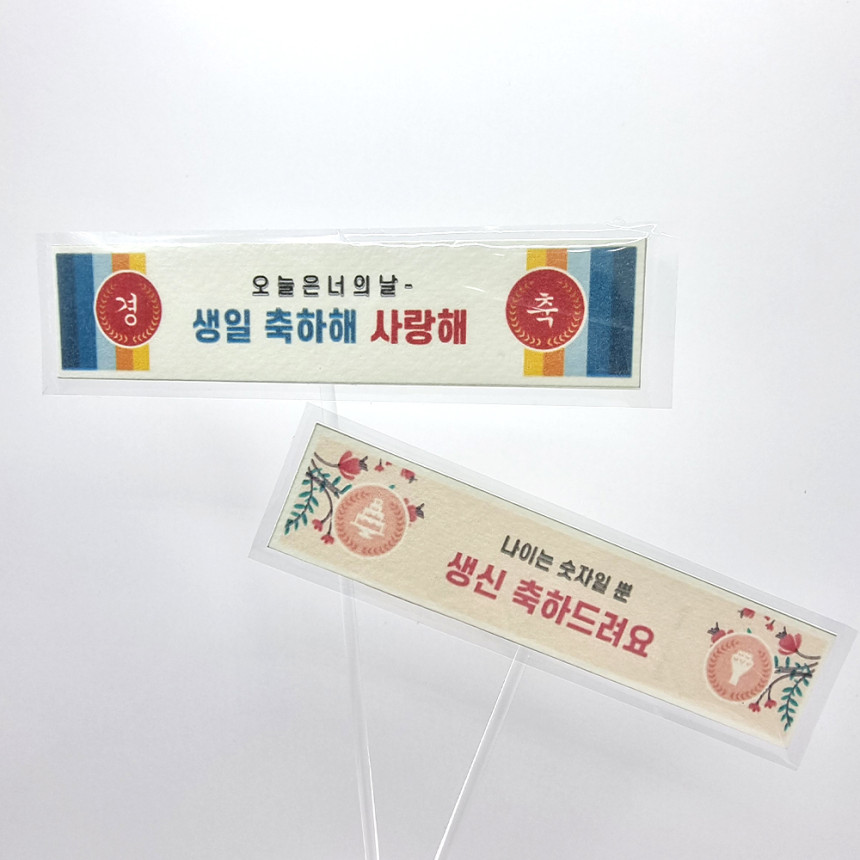 경
오늘은 너의 날-
생일 축하해 사랑해
축
나이는 숫자일 뿐
생신 축하드려요